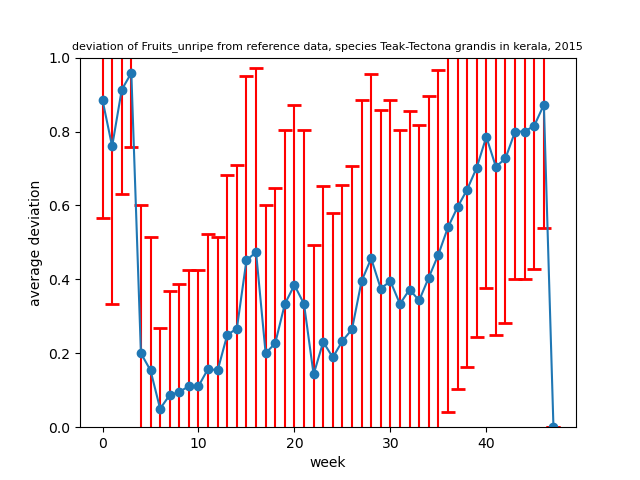 deviation of Fruits_unripe from reference data, species Teak-Tectona grandis in kerala, 2015
1.0
0.8
0.6
0.4
0.2
0.0
average deviation
0 10 20 30 40
week